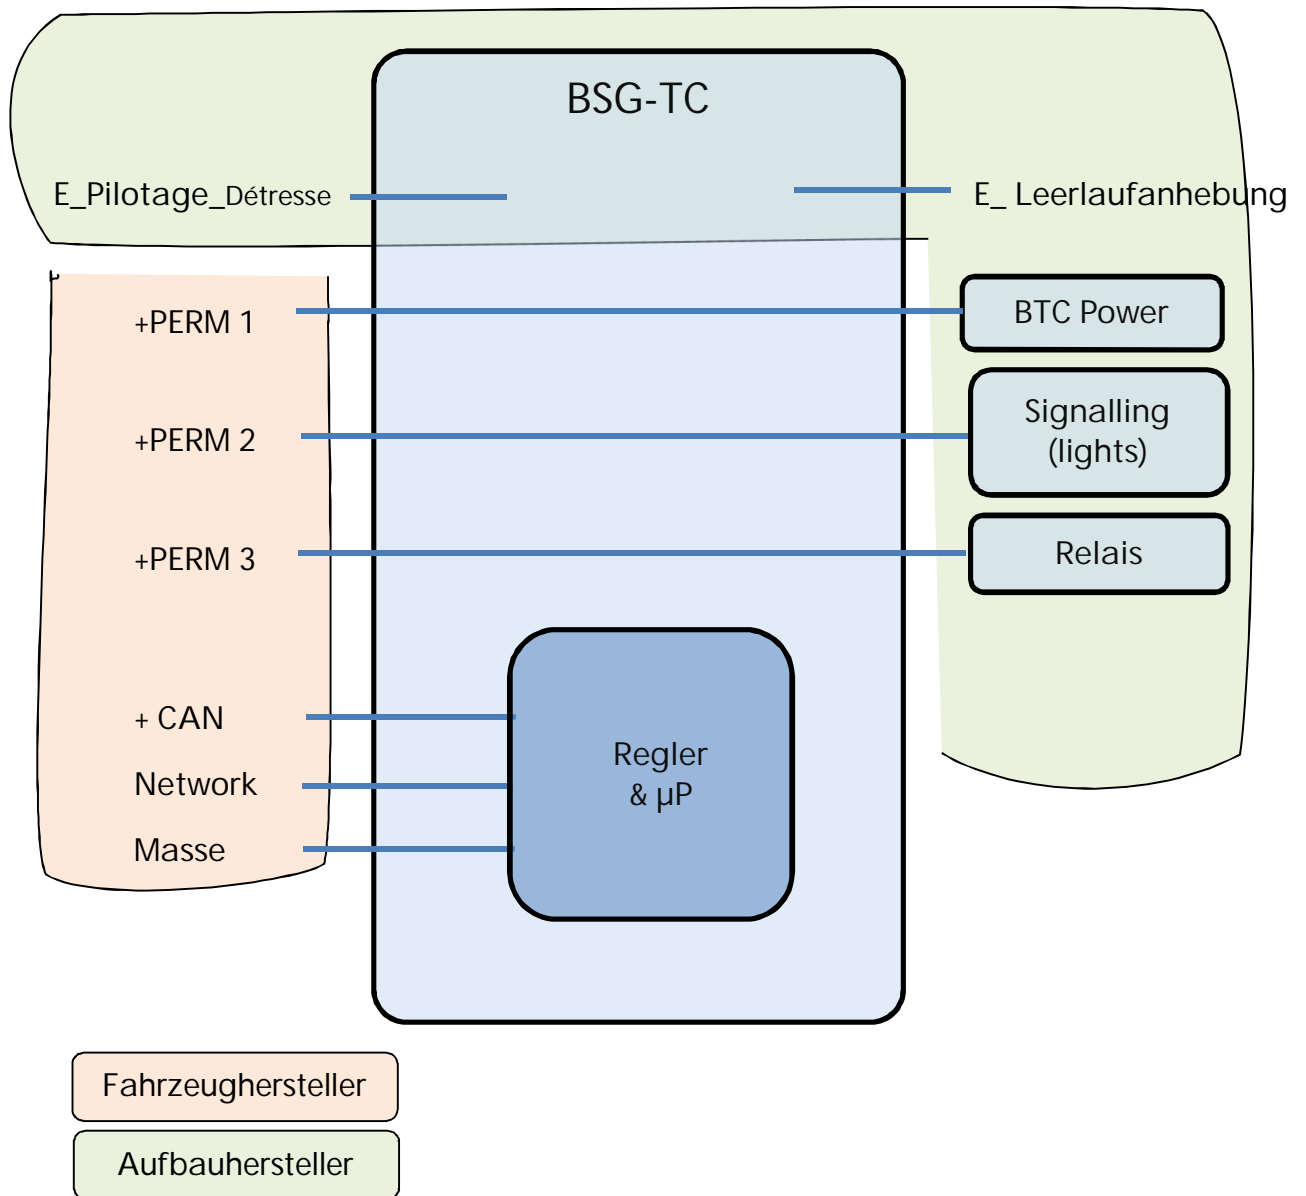 BSG-TC
E_Pilotage_Détresse
E_ Leerlaufanhebung
+PERM 1
BTC Power
+PERM 2
Signalling
(lights)
+PERM 3
Relais
+ CAN
Network
Masse
Regler
& µP
Fahrzeughersteller
Aufbauhersteller